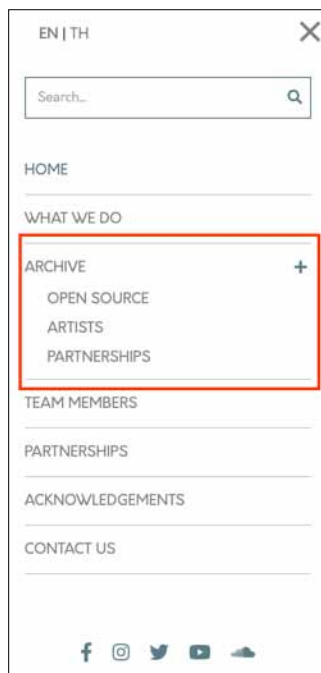 EN | TH
Search...
HOME
WHAT WE DO
ARCHIVE
OPEN SOURCE
ARTISTS
PARTNERSHIPS
TEAM MEMBERS
PARTNERSHIPS
ACKNOWLEDGEMENTS
CONTACT US